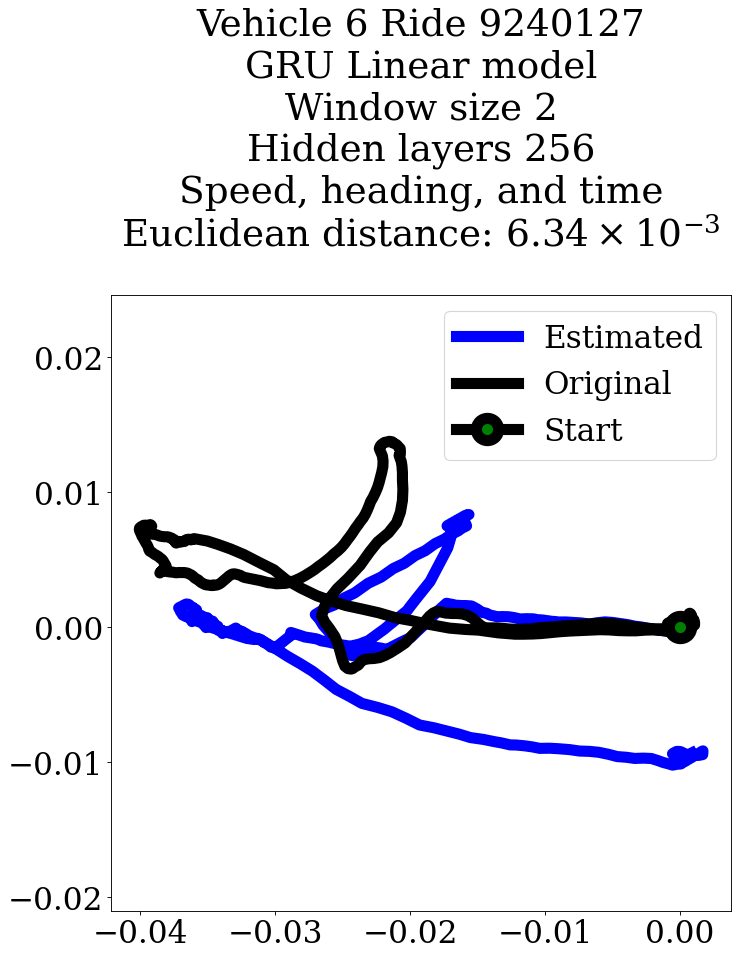 Vehicle 6 Ride 9240127
GRU Linear model
Window size 2
Hidden layers 256
Speed, heading, and time
Euclidean distance: 6.34 × 10⁻³
Estimated
Original
Start
0.02
0.01
0.00
−0.01
−0.02
−0.04 −0.03 −0.02 −0.01 0.00